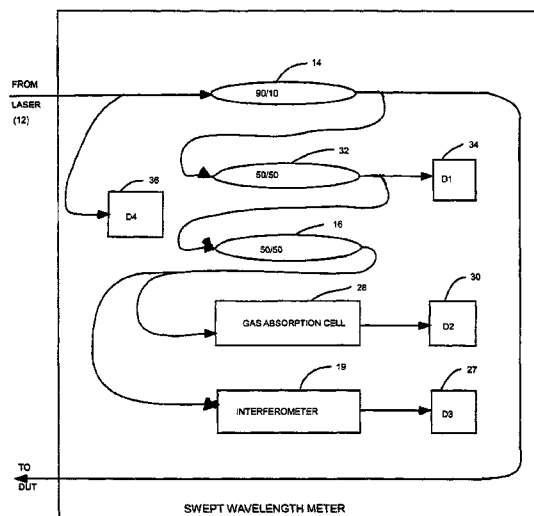 14
FROM
LASER
(12)
90/10
32
34
50/50
D1
36
D4
16
50/50
28
30
GAS ABSORPTION CELL
D2
19
27
INTERFEROMETER
D3
TO
DUT
SWEPT WAVELENGTH METER